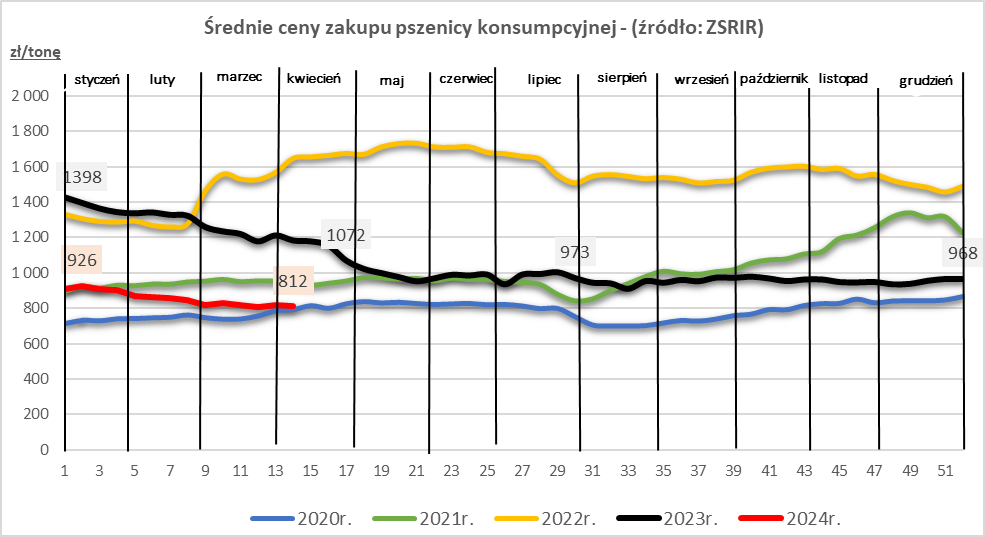 Średnie ceny zakupu pszenicy konsumpcyjnej - (źródło: ZSRIR)
zł/tonę
styczeń luty marzec kwiecień maj czerwiec lipiec sierpień wrzesień październik listopad grudzień
2 000
1 800
1 600
1398
1 400
1072
1 200
926 973 968
1 000
812
800
600
400
200
0
1 3 5 7 9 11 13 15 17 19 21 23 25 27 29 31 33 35 37 39 41 43 45 47 49 51
2020r. 2021r. 2022r. 2023r. 2024r.